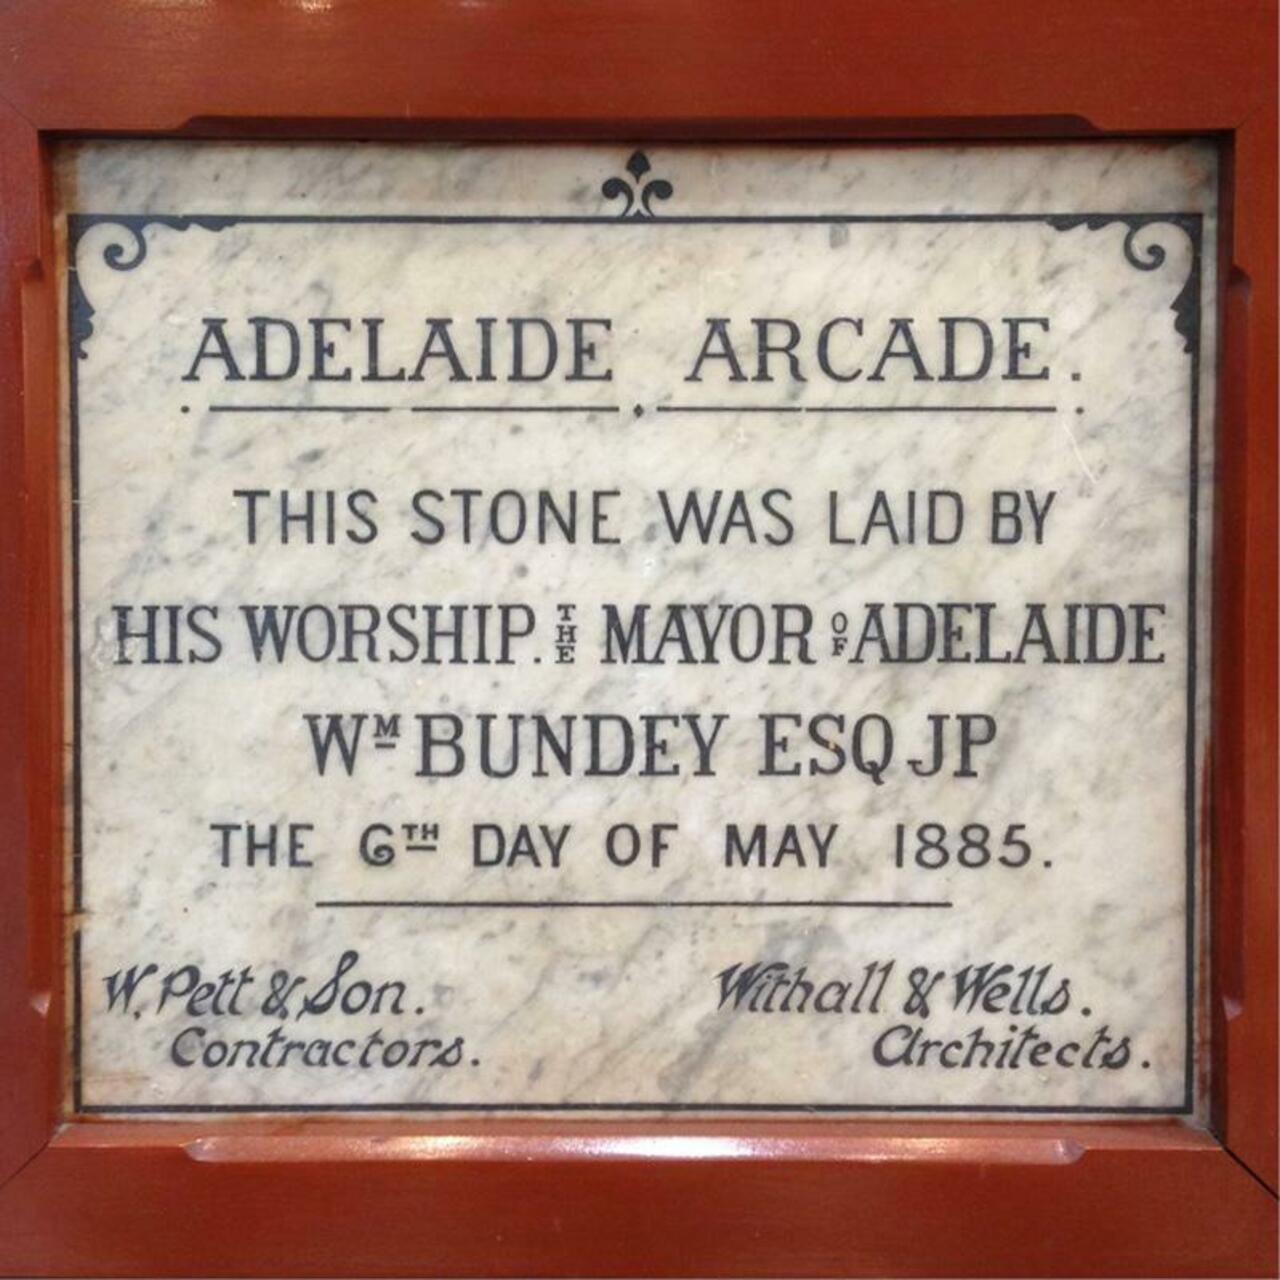 ADELAIDE ARCADE.
THIS STONE WAS LAID BY
HIS WORSHIP. THE MAYOR OF ADELAIDE
WM BUNDEY ESQ JP
THE 6TH DAY OF MAY 1885.
W. Pett & Son.
Contractors.
Withall & Wells.
Architects.